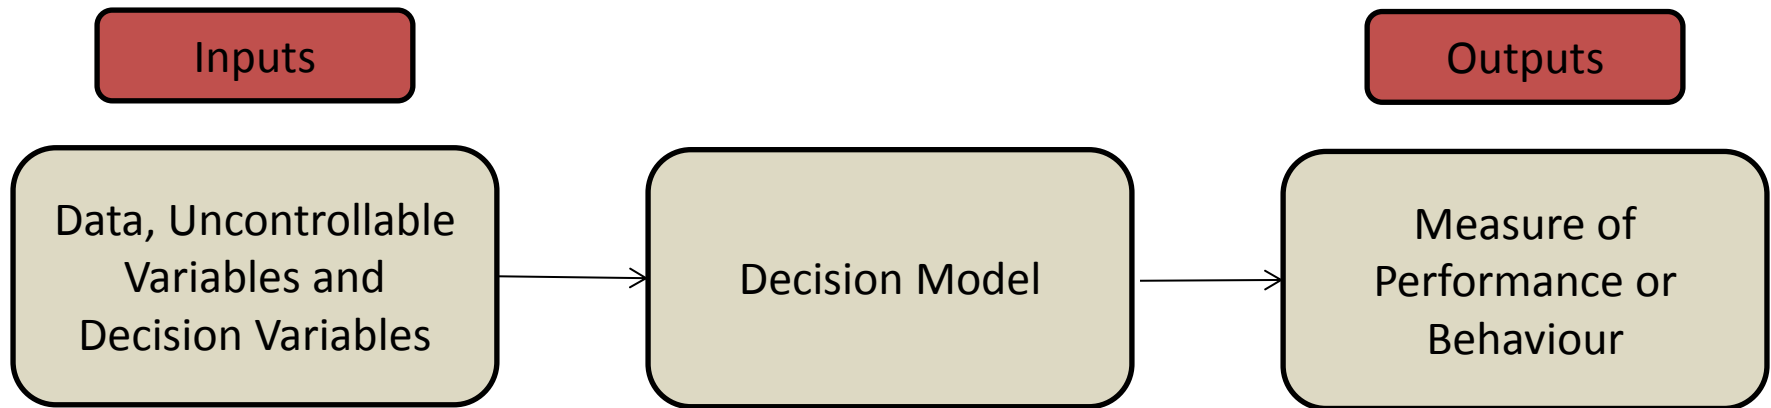 Inputs
Outputs
Data, Uncontrollable
Variables and
Decision Variables
Decision Model
Measure of
Performance or
Behaviour